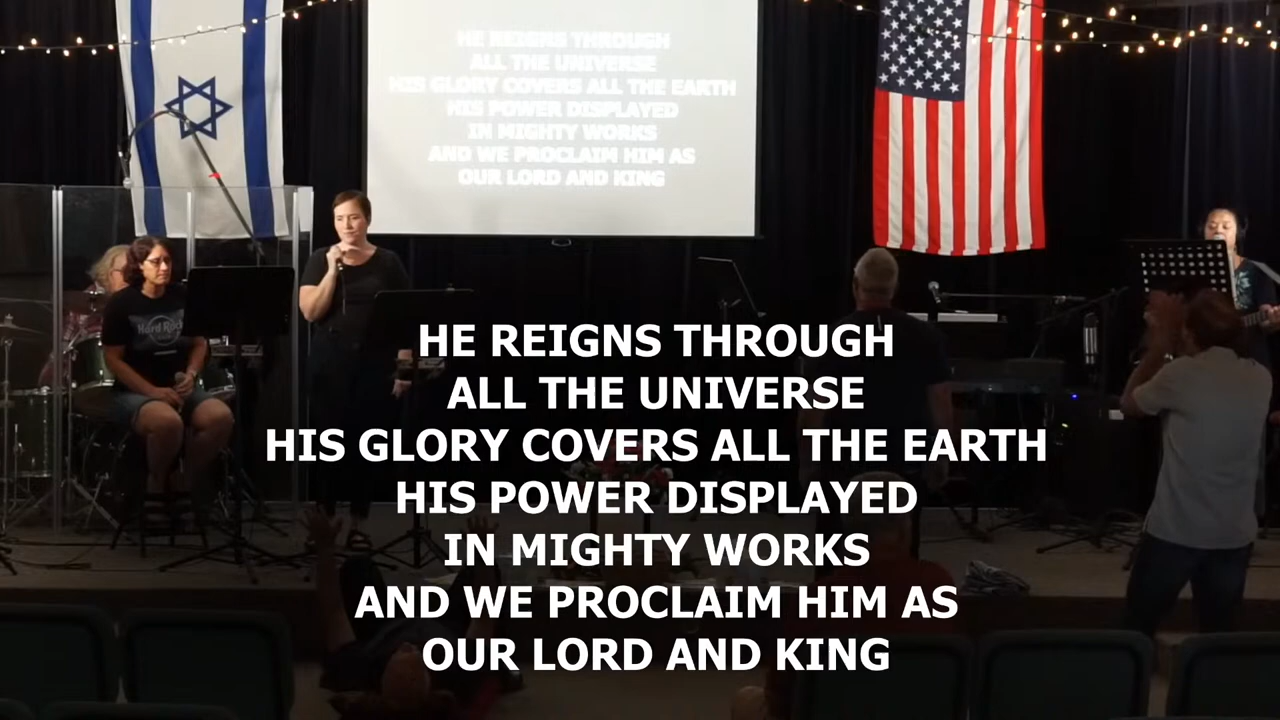 HE REIGNS THROUGH
ALL THE UNIVERSE
HIS GLORY COVERS ALL THE EARTH
HIS POWER DISPLAYED
IN MIGHTY WORKS
AND WE PROCLAIM HIM AS
OUR LORD AND KING
Hard Rock
HE REIGNS THROUGH
ALL THE UNIVERSE
HIS GLORY COVERS ALL THE EARTH
HIS POWER DISPLAYED
IN MIGHTY WORKS
AND WE PROCLAIM HIM AS
OUR LORD AND KING